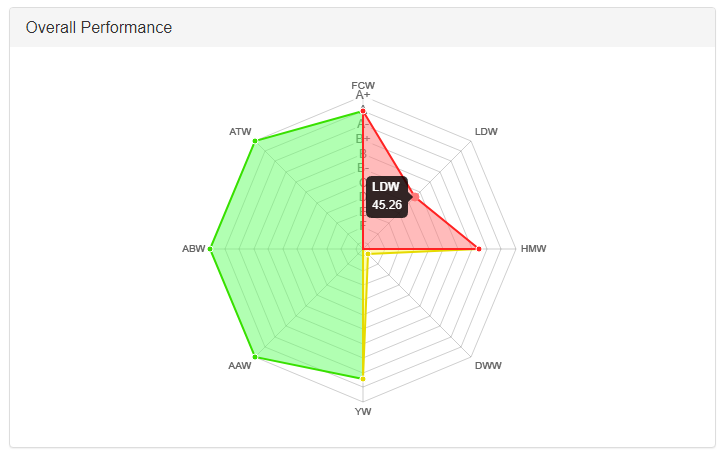 Overall Performance
FCW
A+
A-
ATW
LDW
B+
B
B-
C
LDW
45.26
D
E
F
ABW
HMW
AAW
DWW
YW